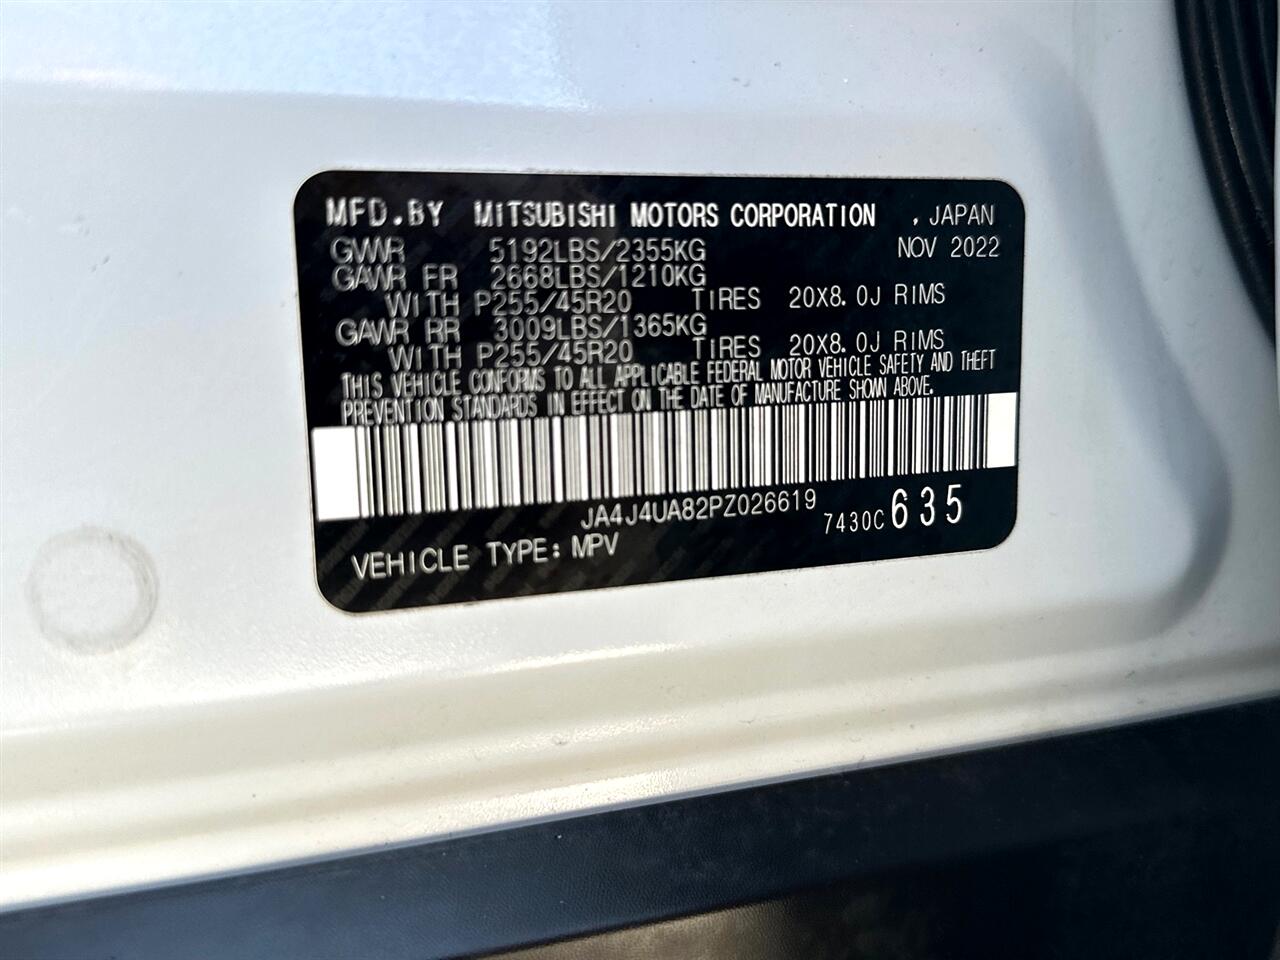 MFD.BY MITSUBISHI MOTORS CORPORATION , JAPAN
GVWR 5192LBS/2355KG NOV 2022
GAWR FR 2668LBS/1210KG
WITH P255/45R20 TIRES 20X8.0J RIMS
GAWR RR 3009LBS/1365KG
WITH P255/45R20 TIRES 20X8.0J RIMS
THIS VEHICLE CONFORMS TO ALL APPLICABLE FEDERAL MOTOR VEHICLE SAFETY AND THEFT
PREVENTION STANDARDS IN EFFECT ON THE DATE OF MANUFACTURE SHOWN ABOVE.
JA4J4UA82PZ026619 7430C 635
VEHICLE TYPE: MPV